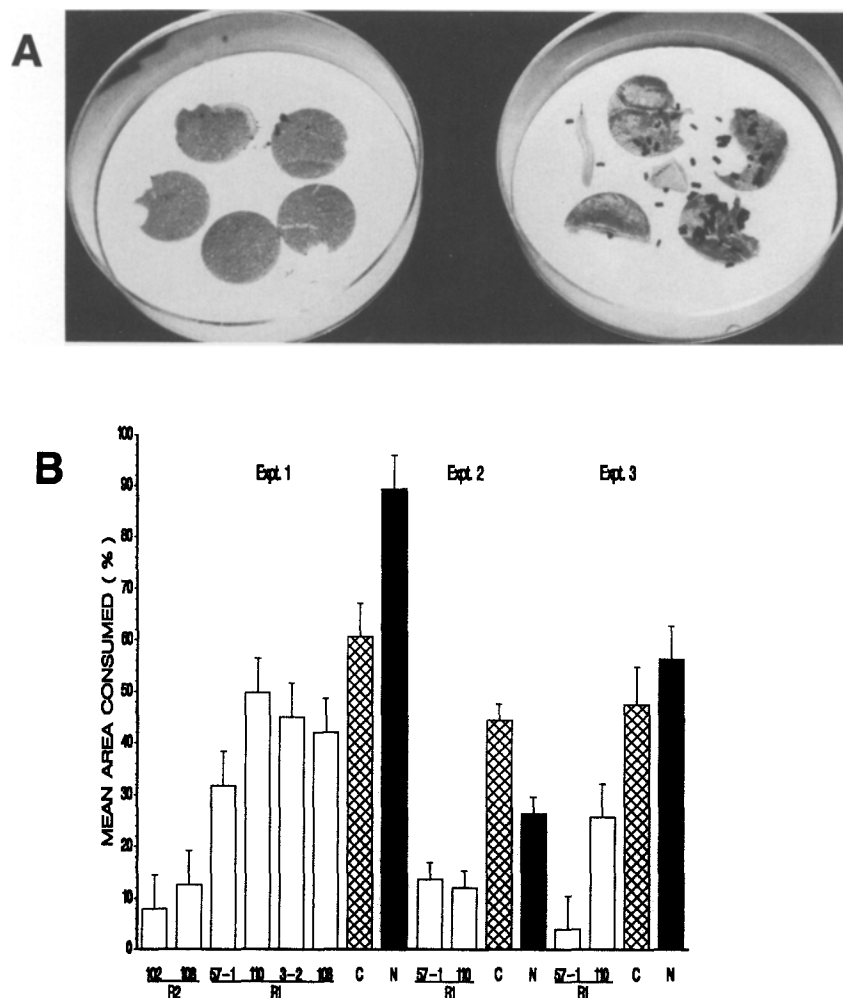 A
B
Expt. 1 Expt. 2 Expt. 3
MEAN AREA CONSUMED ( % )
100
90
80
70
60
50
40
30
20
10
0
102 108 57-1 110 3-2 108 C N 57-1 110 C N 57-1 110 C N
R2 R1 R1 R1